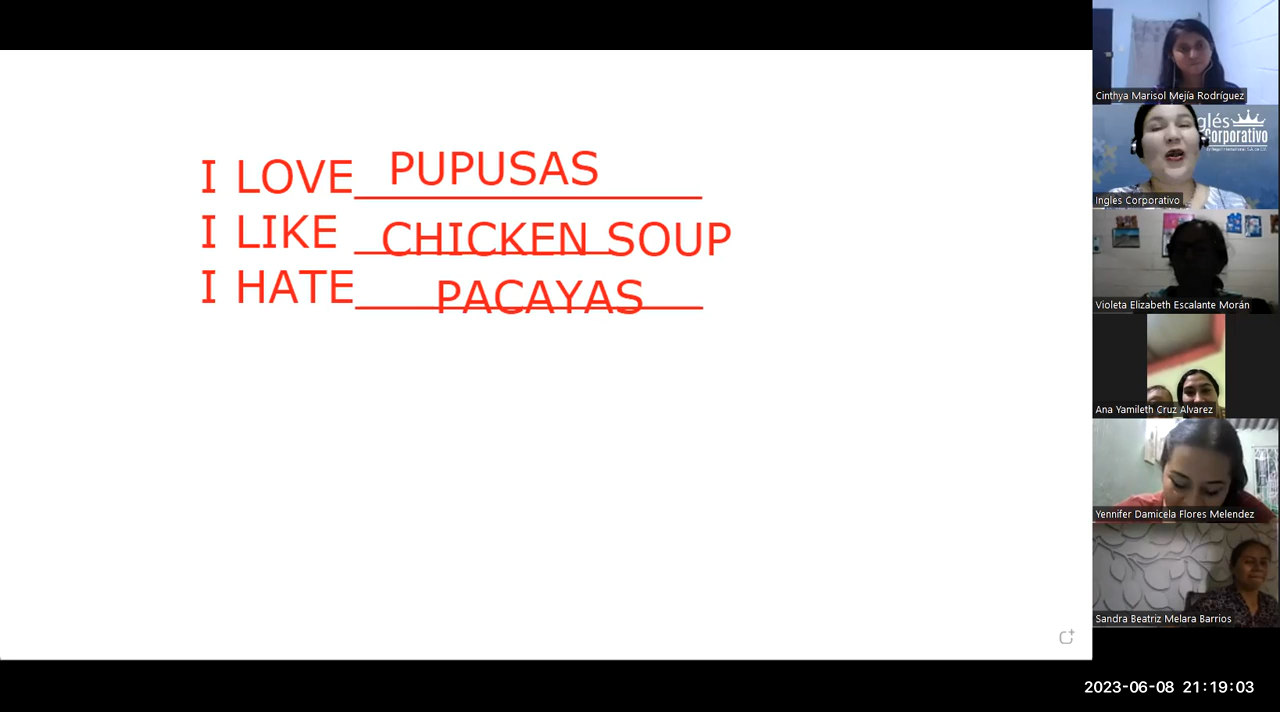 I LOVE PUPUSAS
I LIKE CHICKEN SOUP
I HATE PACAYAS
Cinthya Marisol Mejía Rodríguez
glés
Corporativo
Ingles Corporativo
Violeta Elizabeth Escalante Morán
Ana Yamileth Cruz Alvarez
Yennifer Damicela Flores Melendez
Sandra Beatriz Melara Barrios
2023-06-08 21:19:03